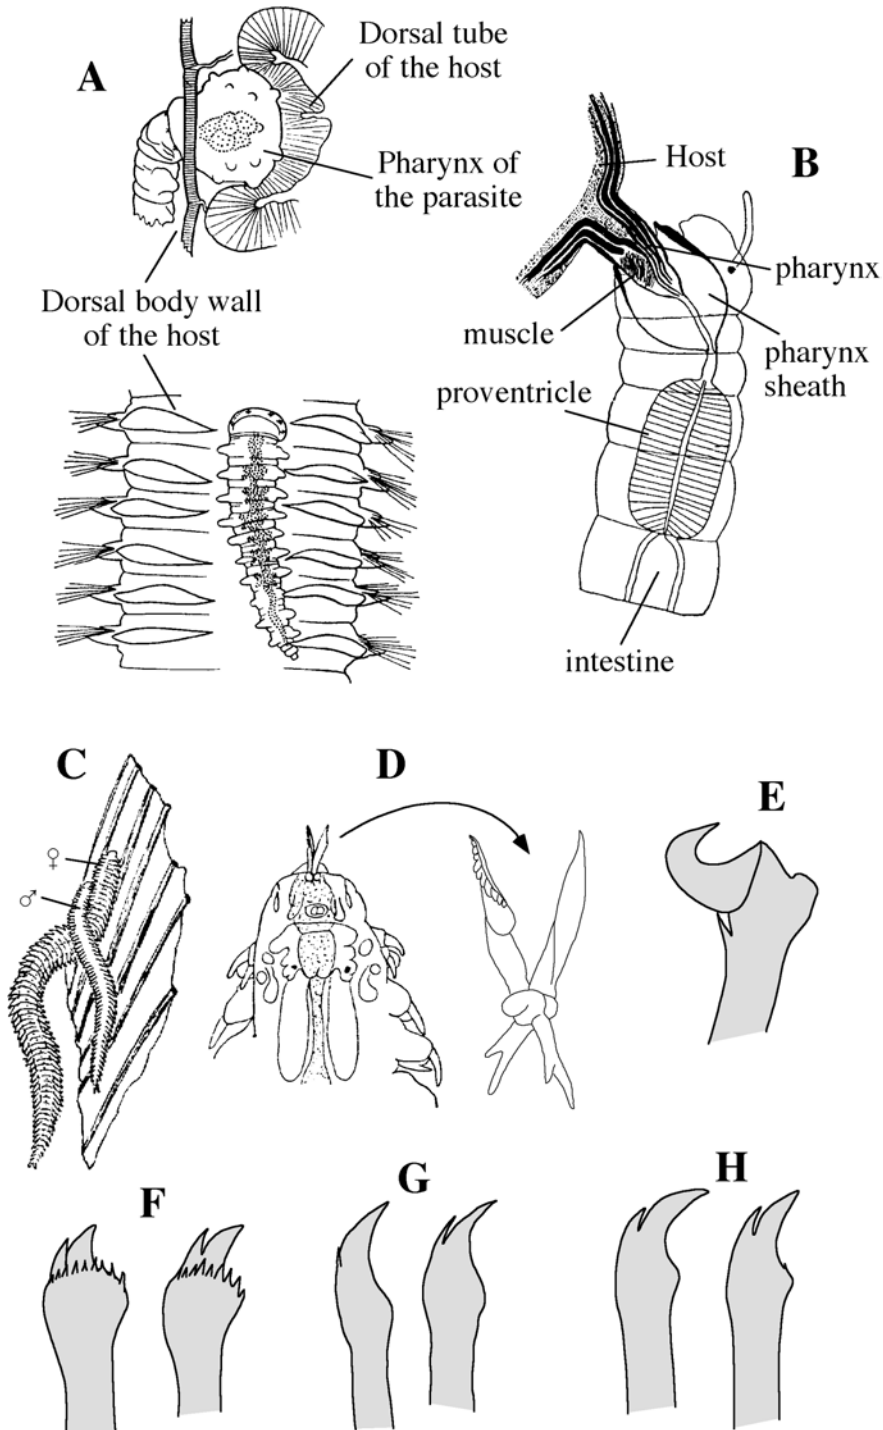 A
Dorsal tube
of the host
Pharynx of
the parasite
Dorsal body wall
of the host
B
Host
pharynx
muscle
pharynx
sheath
proventricle
intestine
C
♀
♂
D
E
F
G
H